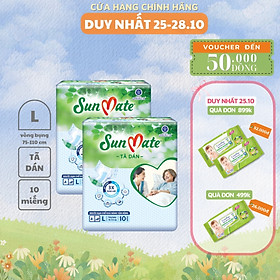 CỬA HÀNG CHÍNH HÃNG
DUY NHẤT 25-28.10
VOUCHER ĐẾN
50.000
ĐỒNG
L
vòng bụng
75-110 cm
TÃ
DÁN
10
miếng
SunMate
SunMate
TÃ DÁN
L
10
DUY NHẤT 25.10
QUÀ ĐƠN 899k
QUÀ ĐƠN 499k